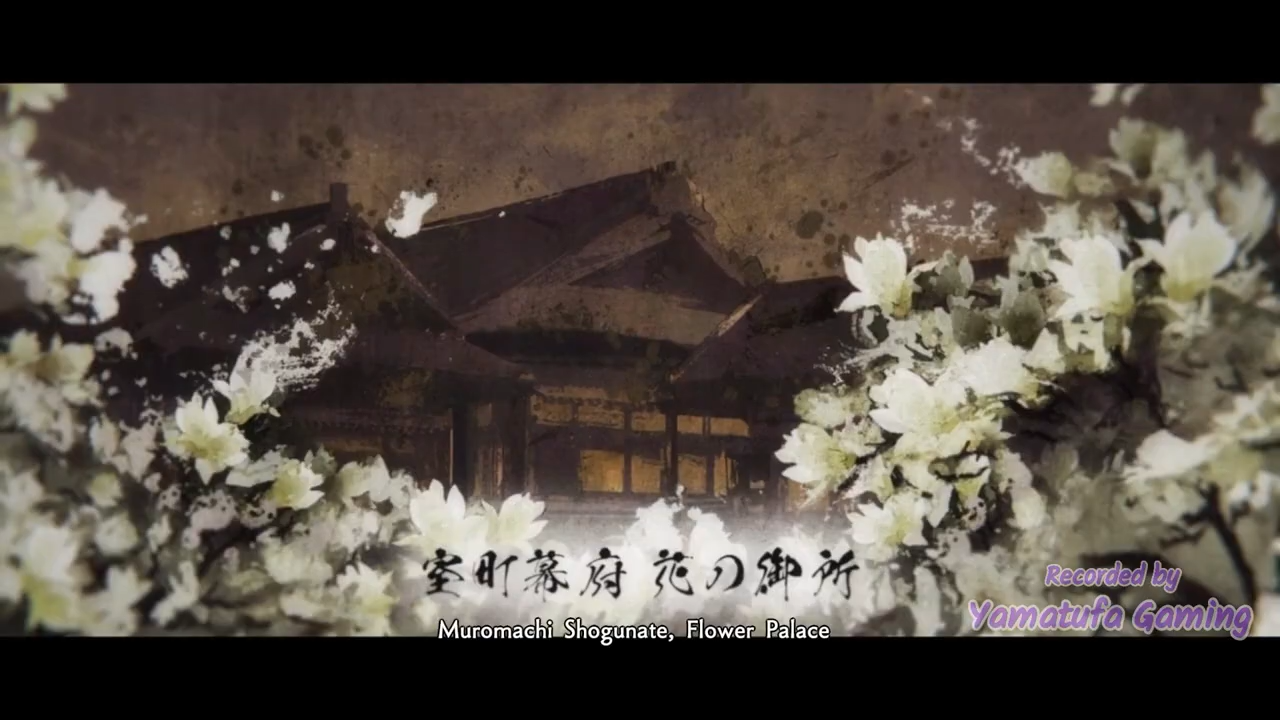 室町幕府 花の御所
Muromachi Shogunate, Flower Palace
Recorded by
Yamatufa Gaming